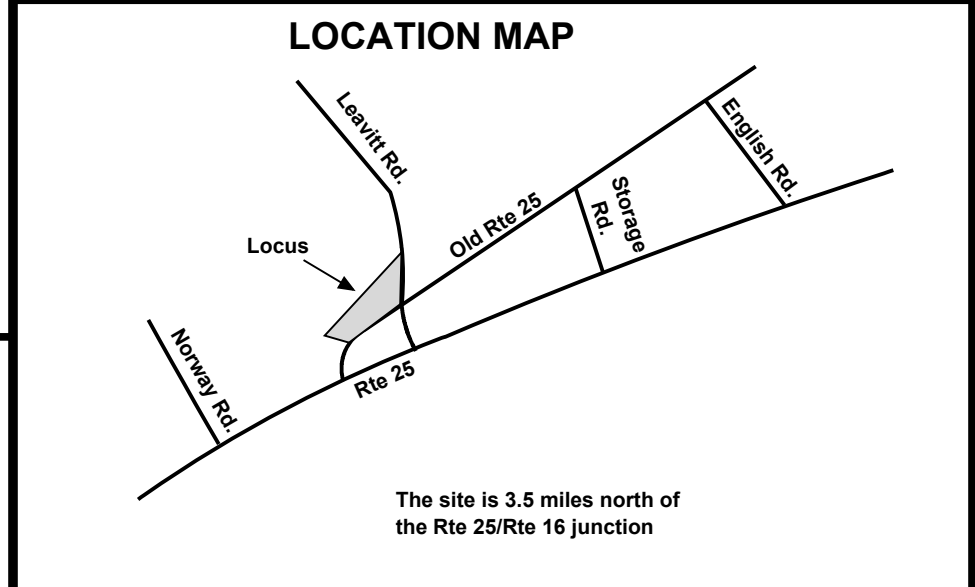 LOCATION MAP
Leavitt Rd.
English Rd.
Storage
Rd.
Old Rte 25
Locus
Norway Rd.
Rte 25
The site is 3.5 miles north of
the Rte 25/Rte 16 junction